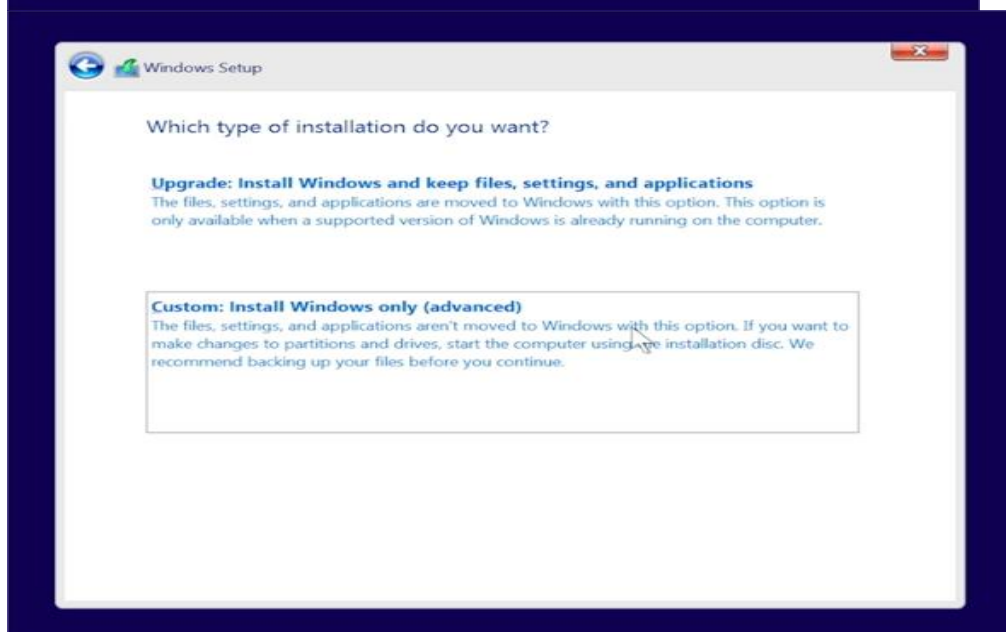 Windows Setup
Which type of installation do you want?
Upgrade: Install Windows and keep files, settings, and applications
The files, settings, and applications are moved to Windows with this option. This option is
only available when a supported version of Windows is already running on the computer.
Custom: Install Windows only (advanced)
The files, settings, and applications aren't moved to Windows with this option. If you want to
make changes to partitions and drives, start the computer using the installation disc. We
recommend backing up your files before you continue.